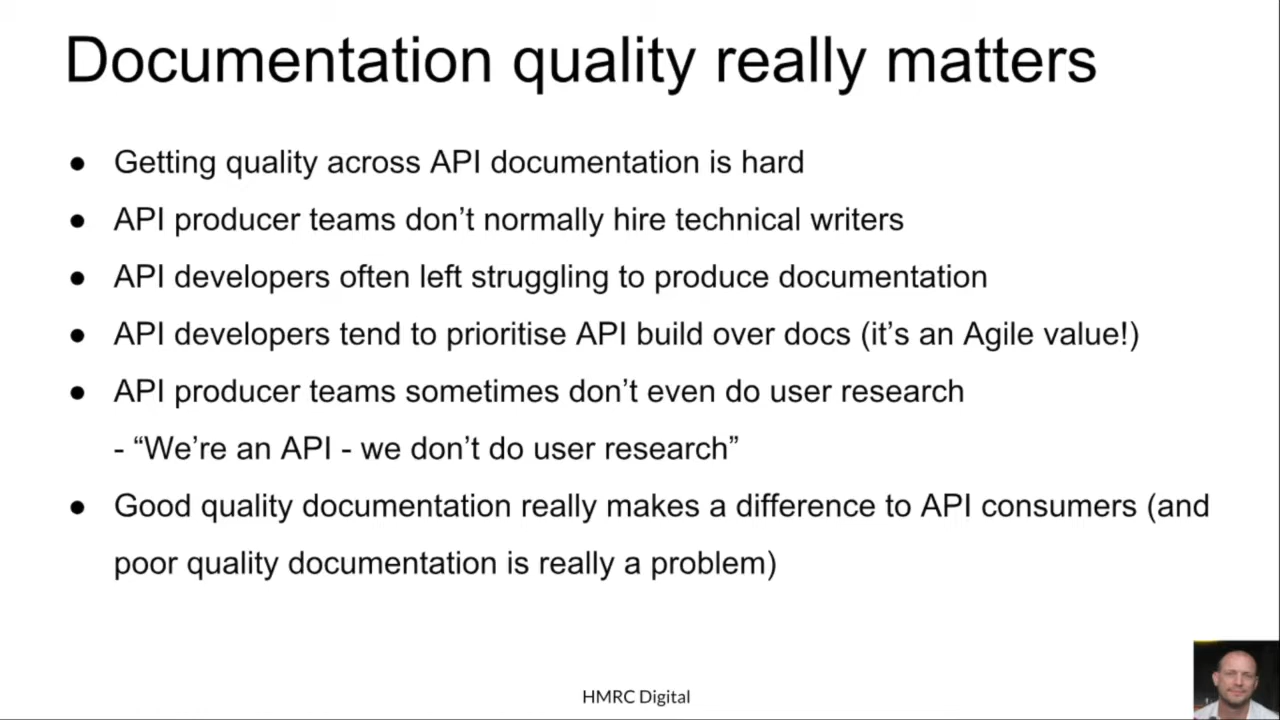 Documentation quality really matters
● Getting quality across API documentation is hard
● API producer teams don’t normally hire technical writers
● API developers often left struggling to produce documentation
● API developers tend to prioritise API build over docs (it’s an Agile value!)
● API producer teams sometimes don’t even do user research
- “We’re an API - we don’t do user research”
● Good quality documentation really makes a difference to API consumers (and
poor quality documentation is really a problem)
HMRC Digital